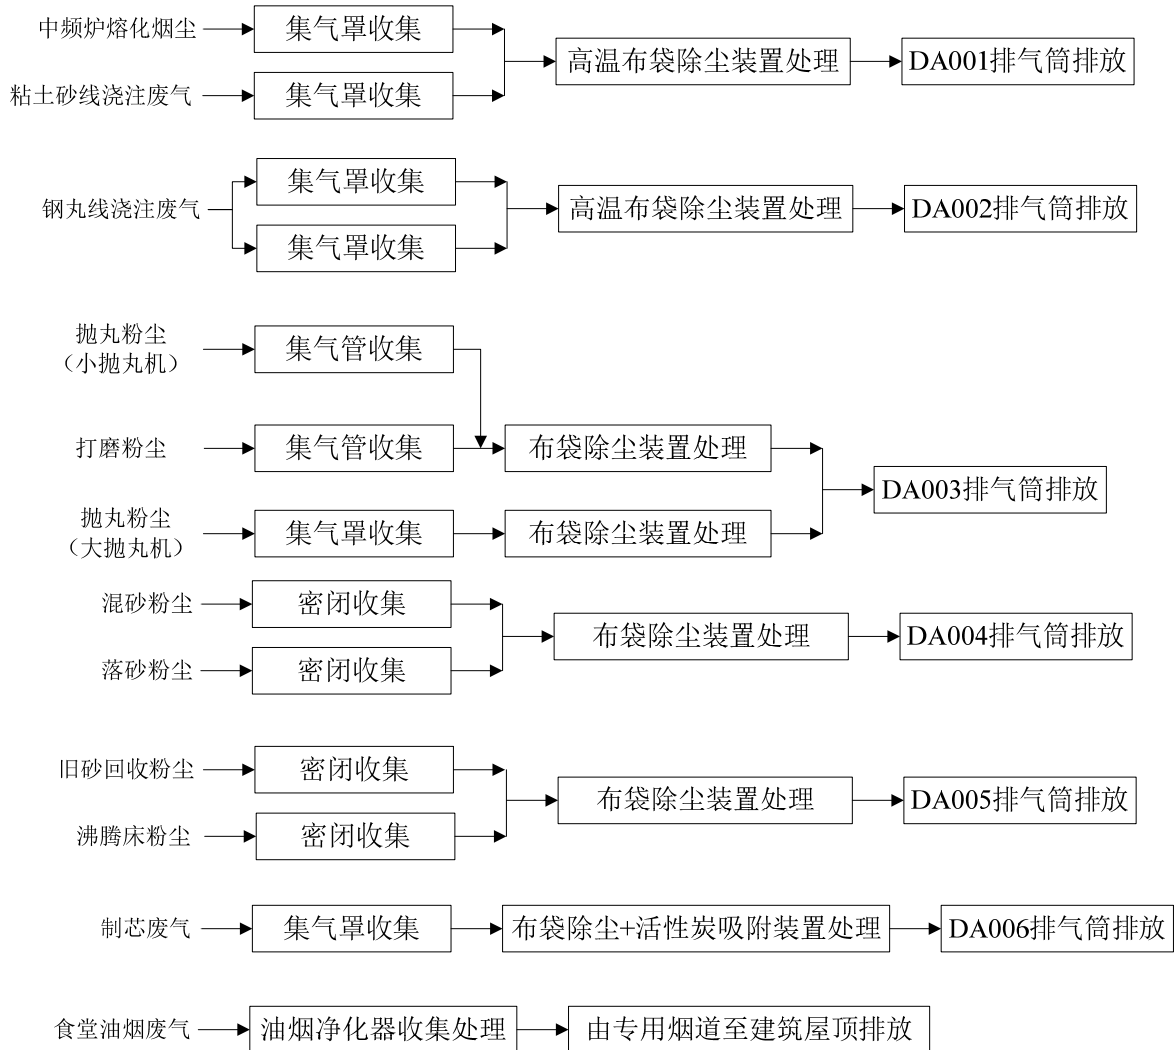 中频炉熔化烟尘
集气罩收集
粘土砂线浇注废气
集气罩收集
高温布袋除尘装置处理
DA001排气筒排放
钢丸线浇注废气
集气罩收集
集气罩收集
高温布袋除尘装置处理
DA002排气筒排放
抛丸粉尘
（小抛丸机）
集气管收集
打磨粉尘
集气管收集
布袋除尘装置处理
抛丸粉尘
（大抛丸机）
集气罩收集
布袋除尘装置处理
DA003排气筒排放
混砂粉尘
密闭收集
落砂粉尘
密闭收集
布袋除尘装置处理
DA004排气筒排放
旧砂回收粉尘
密闭收集
沸腾床粉尘
密闭收集
布袋除尘装置处理
DA005排气筒排放
制芯废气
集气罩收集
布袋除尘+活性炭吸附装置处理
DA006排气筒排放
食堂油烟废气
油烟净化器收集处理
由专用烟道至建筑屋顶排放